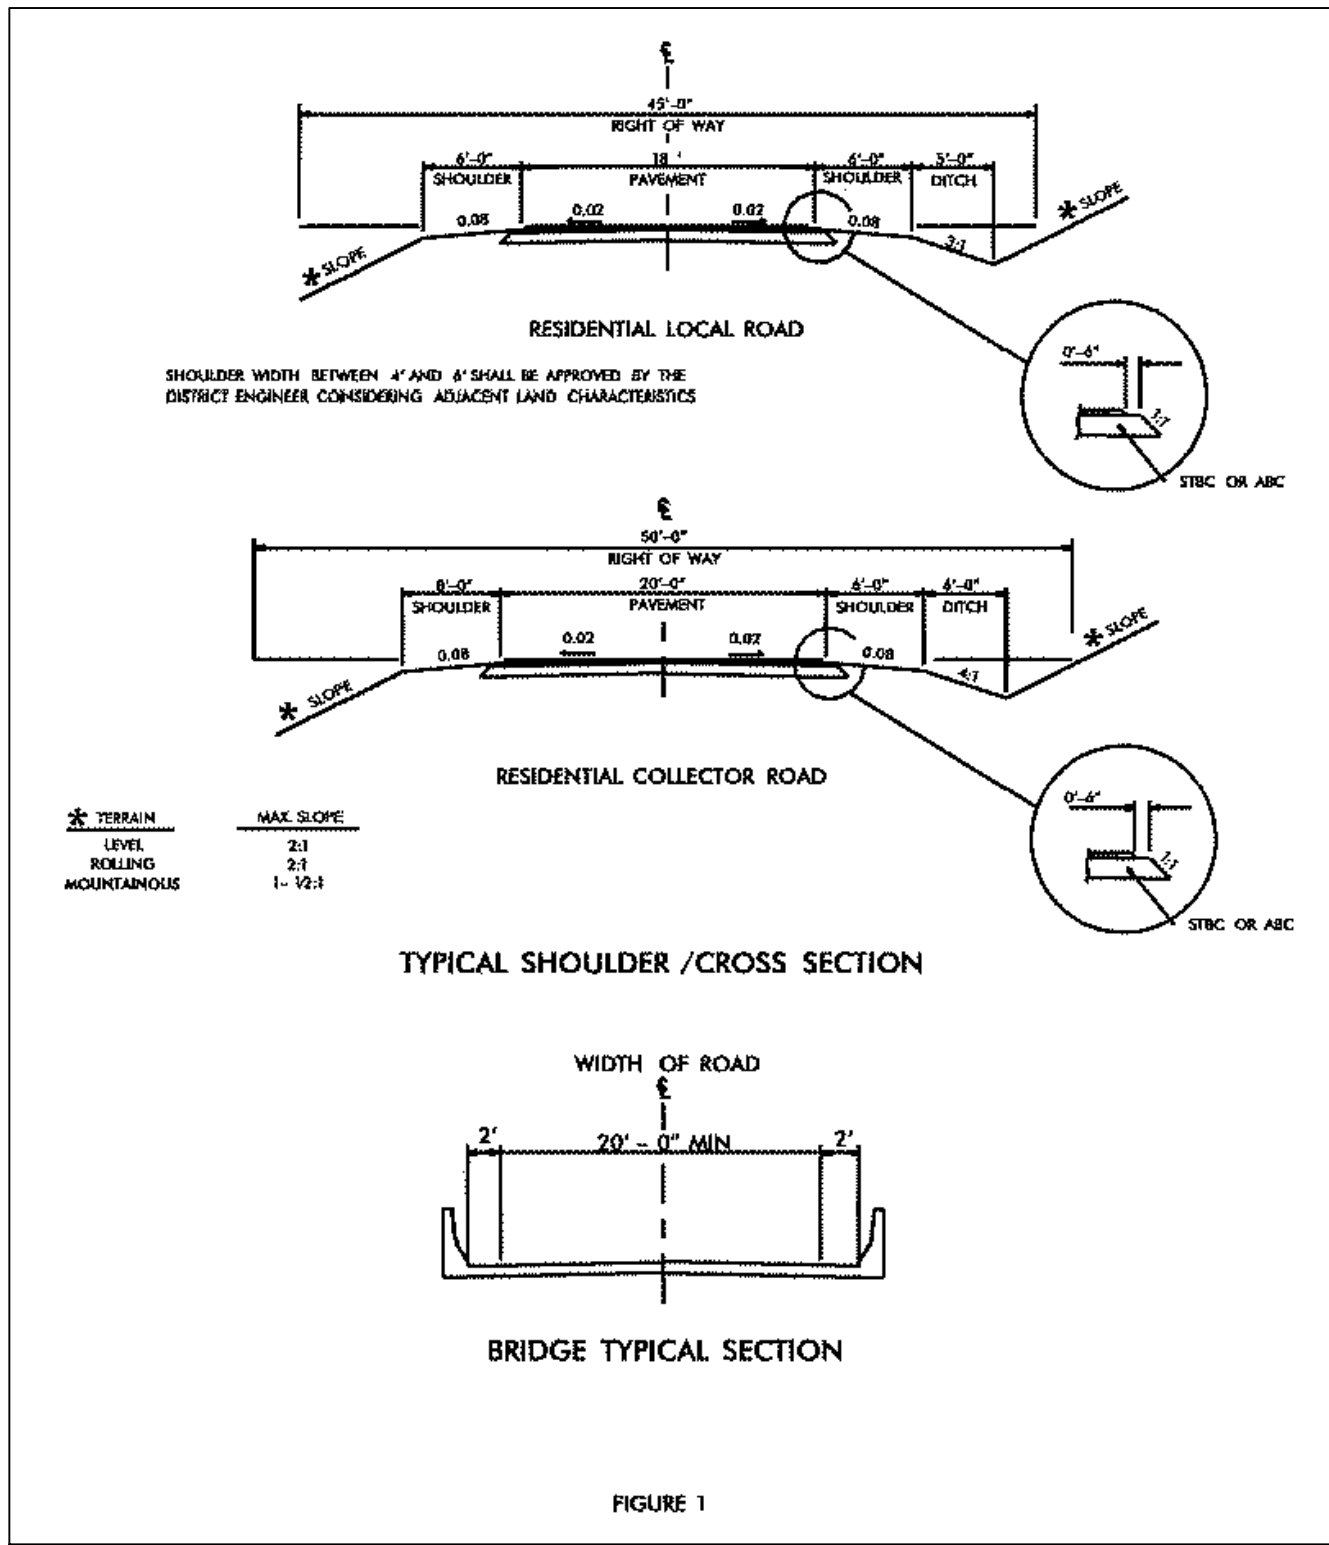 ℄
45'-0"
RIGHT OF WAY
6'-0" 18 ' 6'-0" 5'-0"
SHOULDER PAVEMENT SHOULDER DITCH
0.08 0.02 0.02 0.08 * SLOPE
* SLOPE 3:1
RESIDENTIAL LOCAL ROAD
SHOULDER WIDTH BETWEEN 4' AND 6' SHALL BE APPROVED BY THE
DISTRICT ENGINEER CONSIDERING ADJACENT LAND CHARACTERISTICS
0'-6"
1:1
STBC OR ABC
℄
50'-0"
RIGHT OF WAY
20'-0" 6'-0" 6'-0"
SHOULDER PAVEMENT SHOULDER DITCH
0.08 0.02 0.02 0.08 * SLOPE
* SLOPE 4:1
RESIDENTIAL COLLECTOR ROAD
0'-6"
1:1
STBC OR ABC
* TERRAIN MAX. SLOPE
LEVEL 2:1
ROLLING 2:1
MOUNTAINOUS 1- 1/2:1
TYPICAL SHOULDER /CROSS SECTION
WIDTH OF ROAD
℄
2' 20' - 0" MIN 2'
BRIDGE TYPICAL SECTION
FIGURE 1